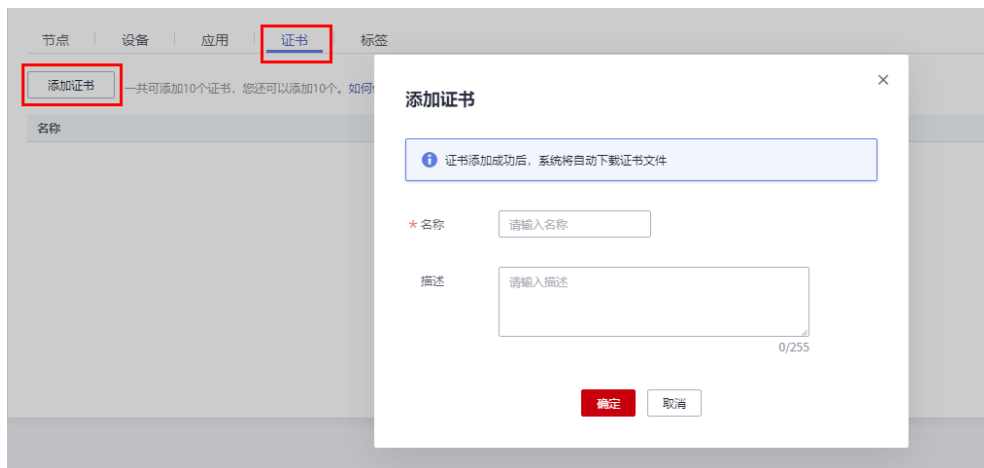 节点 设备 应用 证书 标签
添加证书 一共可添加10个证书，您还可以添加10个。如何
名称
×
添加证书
证书添加成功后，系统将自动下载证书文件
* 名称 请输入名称
描述 请输入描述
0/255
确定 取消